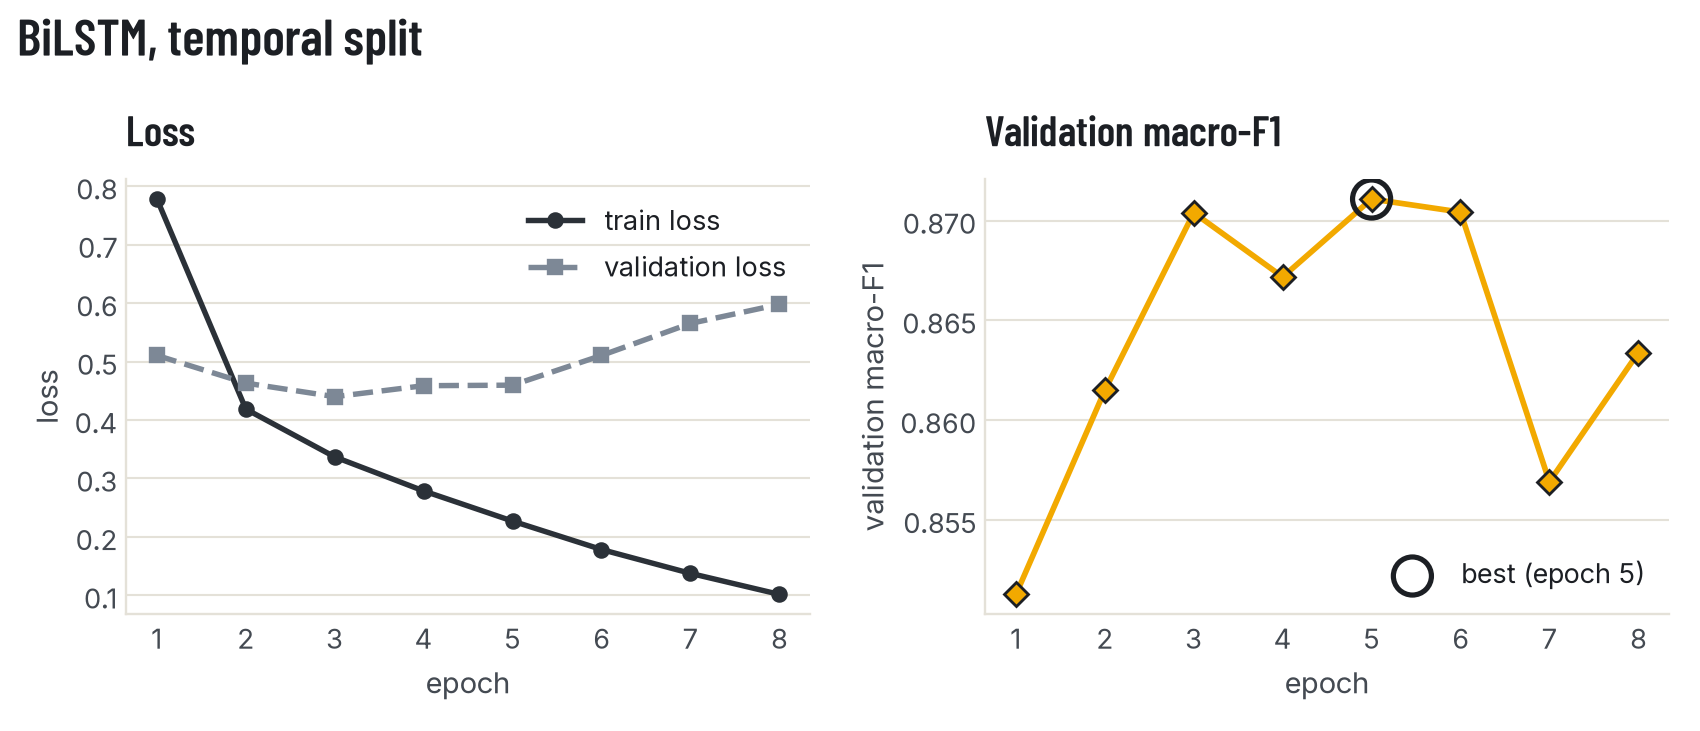 BiLSTM, temporal split
Loss
0.8
0.7
0.6
0.5
0.4
0.3
0.2
0.1
loss
train loss
validation loss
1 2 3 4 5 6 7 8
epoch
Validation macro-F1
0.870
0.865
0.860
0.855
validation macro-F1
best (epoch 5)
1 2 3 4 5 6 7 8
epoch